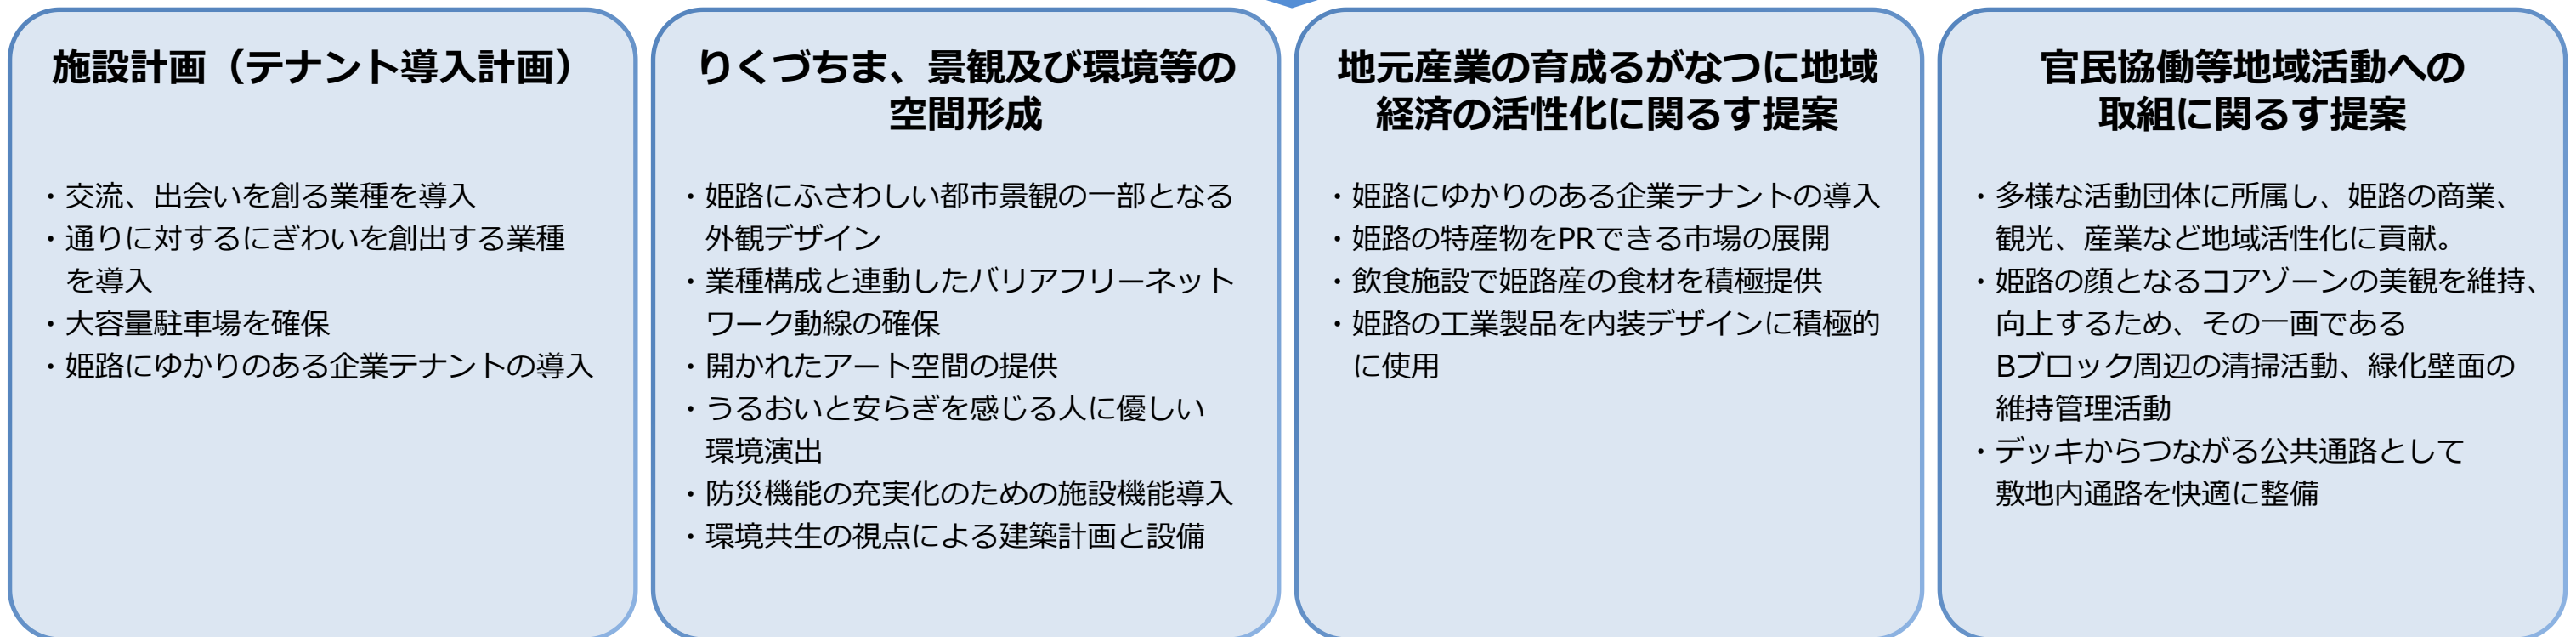 施設計画（テナント導入計画）
・交流、出会いを創る業種を導入
・通りに対するにぎわいを創出する業種
を導入
・大容量駐車場を確保
・姫路にゆかりのある企業テナントの導入
りくづちま、景観及び環境等の
空間形成
・姫路にふさわしい都市景観の一部となる
外観デザイン
・業種構成と連動したバリアフリーネット
ワーク動線の確保
・開かれたアート空間の提供
・うるおいと安らぎを感じる人に優しい
環境演出
・防災機能の充実化のための施設機能導入
・環境共生の視点による建築計画と設備
地元産業の育成るがなつに地域
経済の活性化に関るす提案
・姫路にゆかりのある企業テナントの導入
・姫路の特産物をPRできる市場の展開
・飲食施設で姫路産の食材を積極提供
・姫路の工業製品を内装デザインに積極的
に使用
官民協働等地域活動への
取組に関るす提案
・多様な活動団体に所属し、姫路の商業、
観光、産業など地域活性化に貢献。
・姫路の顔となるコアゾーンの美観を維持、
向上するため、その一画である
Bブロック周辺の清掃活動、緑化壁面の
維持管理活動
・デッキからつながる公共通路として
敷地内通路を快適に整備